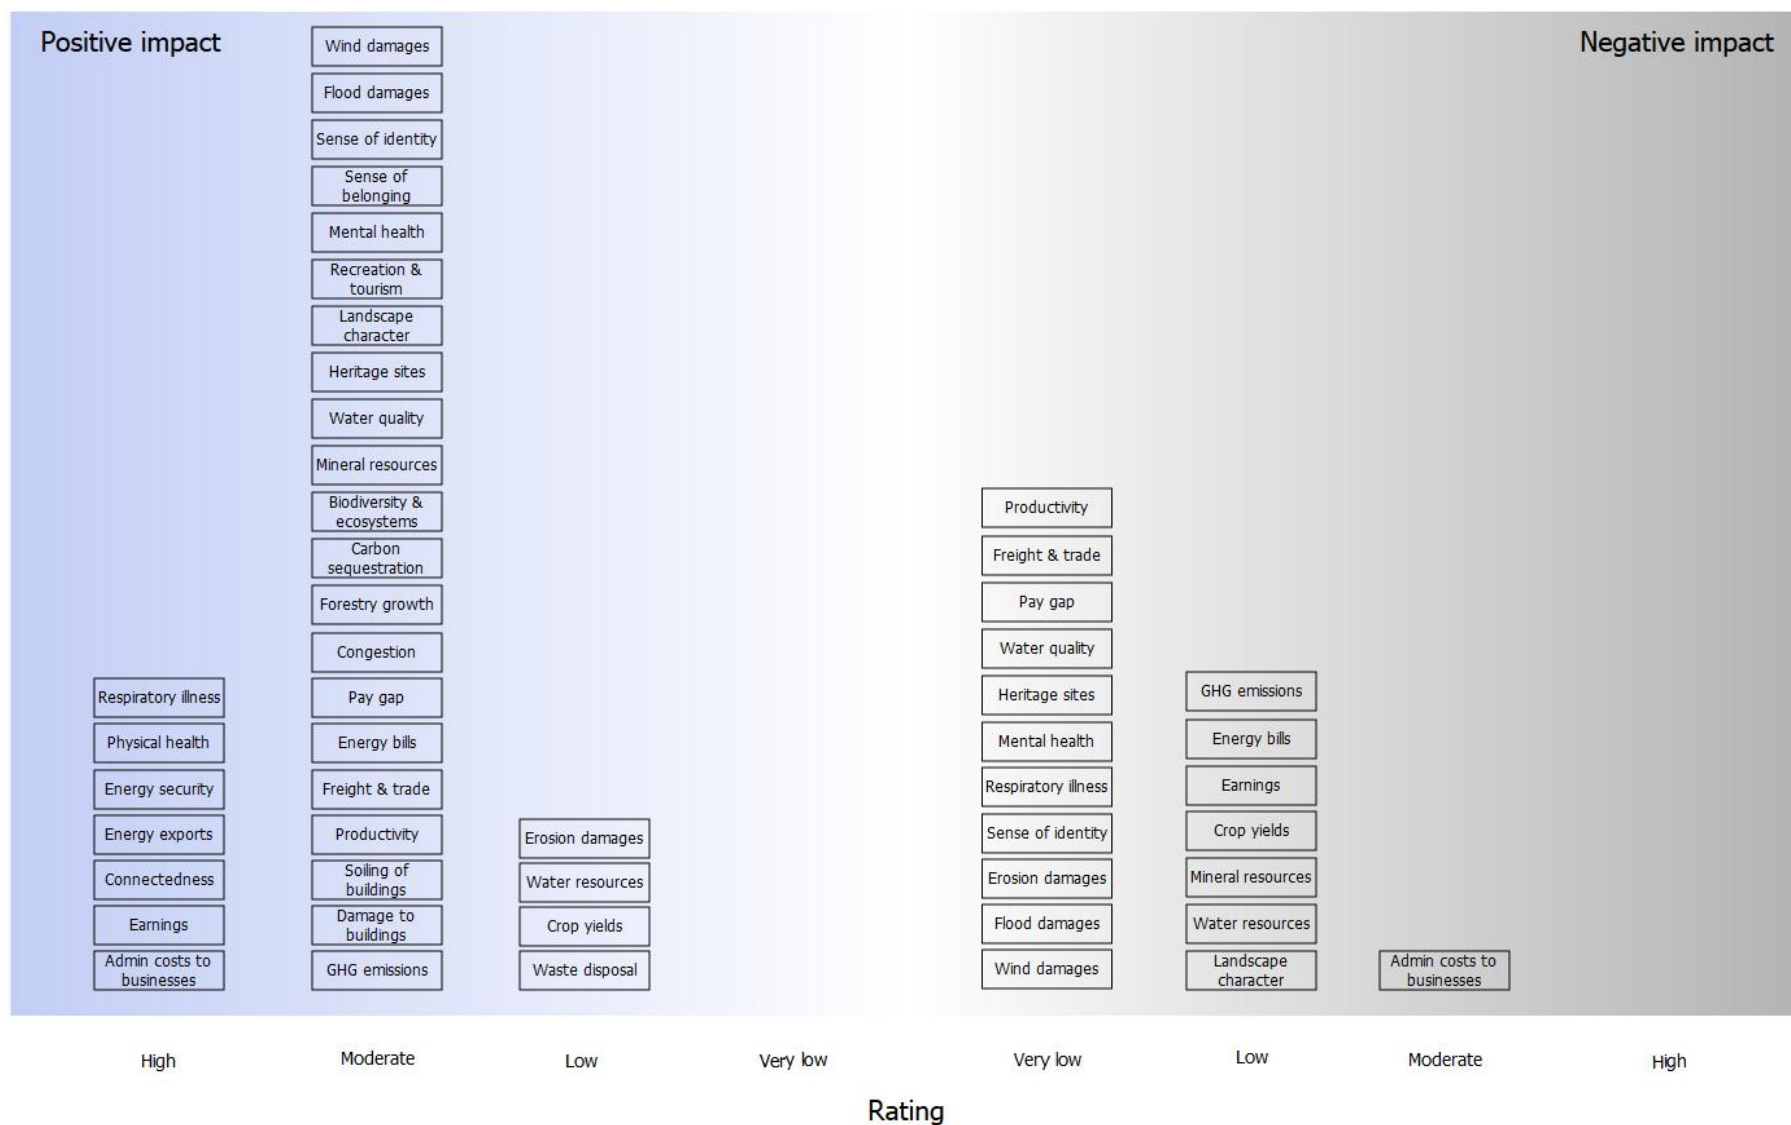 Positive impact
Negative impact
Respiratory illness
Physical health
Energy security
Energy exports
Connectedness
Earnings
Admin costs to
businesses
Wind damages
Flood damages
Sense of identity
Sense of
belonging
Mental health
Recreation &
tourism
Landscape
character
Heritage sites
Water quality
Mineral resources
Biodiversity &
ecosystems
Carbon
sequestration
Forestry growth
Congestion
Pay gap
Energy bills
Freight & trade
Productivity
Soiling of
buildings
Damage to
buildings
GHG emissions
Erosion damages
Water resources
Crop yields
Waste disposal
Productivity
Freight & trade
Pay gap
Water quality
Heritage sites
Mental health
Respiratory illness
Sense of identity
Erosion damages
Flood damages
Wind damages
GHG emissions
Energy bills
Earnings
Crop yields
Mineral resources
Water resources
Landscape
character
Admin costs to
businesses
High
Moderate
Low
Very low
Very low
Low
Moderate
High
Rating